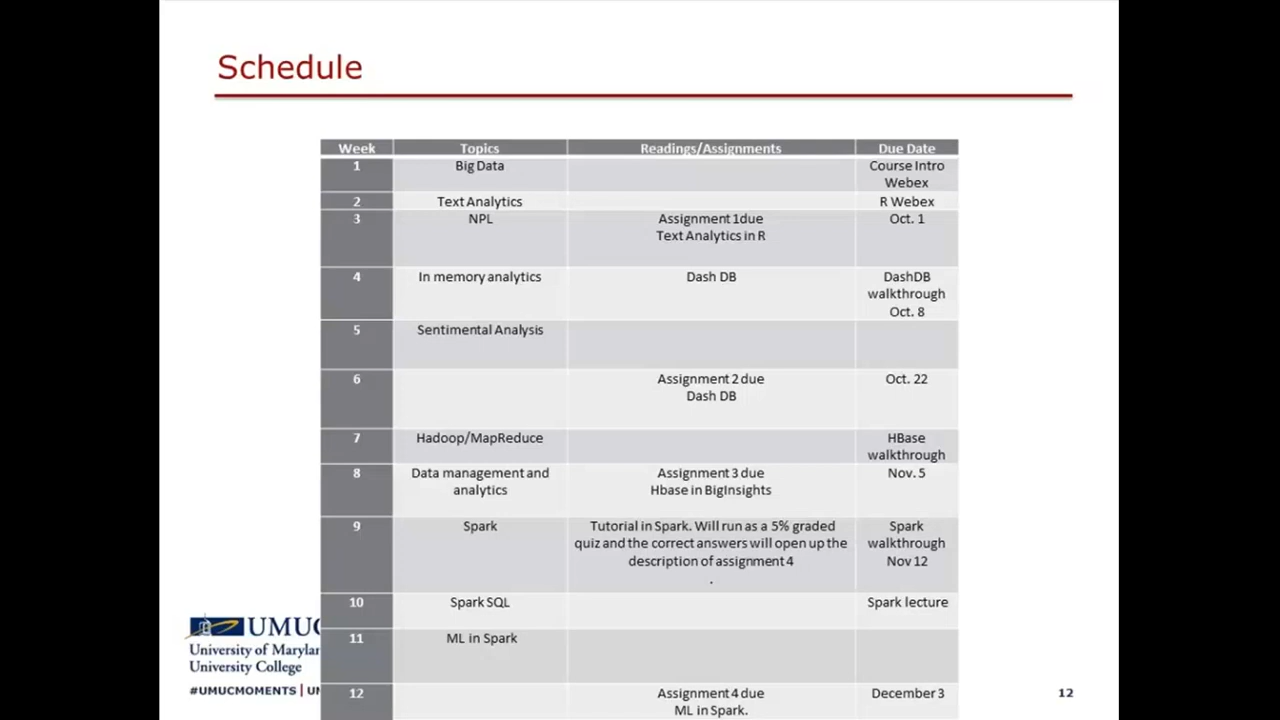 Schedule
Week Topics Readings/Assignments Due Date
1 Big Data Course Intro
Webex
2 Text Analytics R Webex
3 NPL Assignment 1due Oct. 1
Text Analytics in R
4 In memory analytics Dash DB DashDB
walkthrough
Oct. 8
5 Sentimental Analysis
6 Assignment 2 due Oct. 22
Dash DB
7 Hadoop/MapReduce HBase
walkthrough
8 Data management and Assignment 3 due Nov. 5
analytics Hbase in BigInsights
9 Spark Tutorial in Spark. Will run as a 5% graded Spark
quiz and the correct answers will open up the walkthrough
description of assignment 4 Nov 12
.
10 Spark SQL Spark lecture
11 ML in Spark
12 Assignment 4 due December 3
ML in Spark.
UMUC
University of Marylan
University College
#UMUCMOMENTS | UM
12